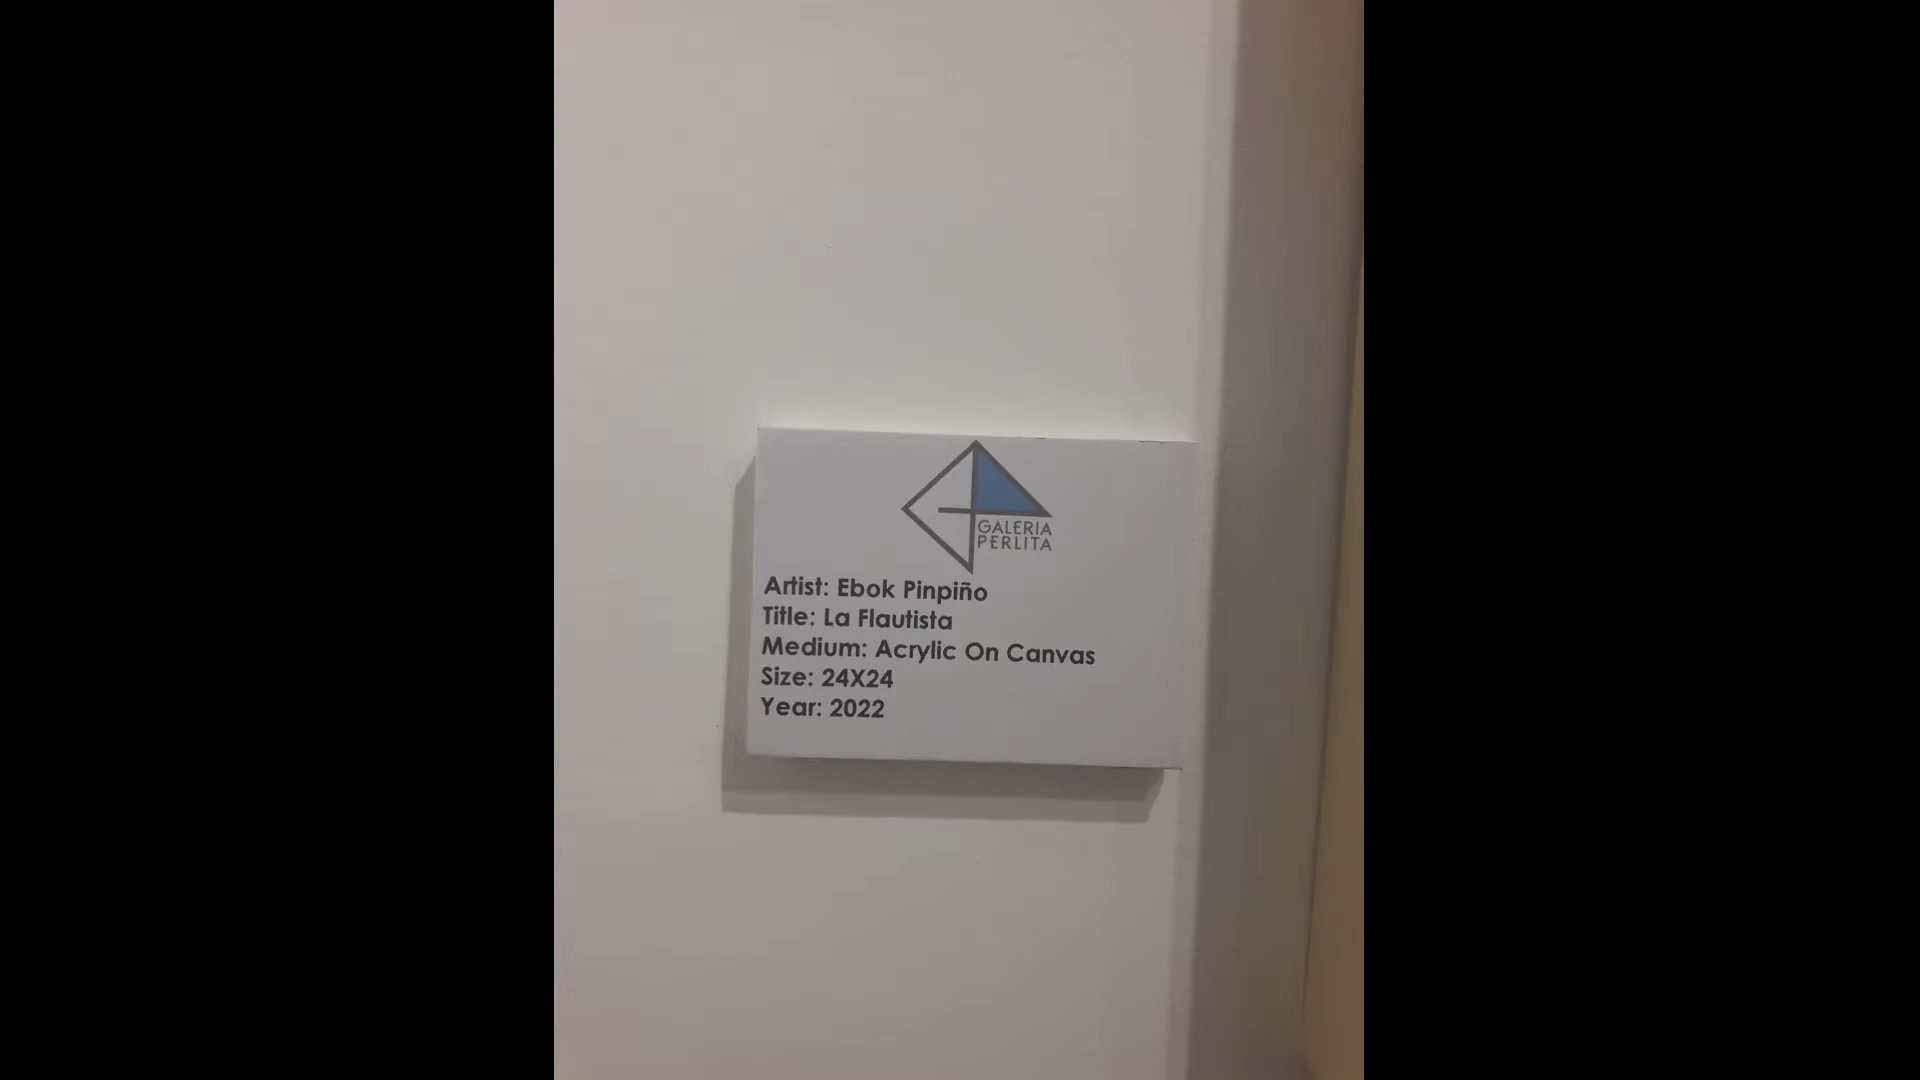 GALERIA
PERLITA
Artist: Ebok Pinpiño
Title: La Flautista
Medium: Acrylic On Canvas
Size: 24X24
Year: 2022